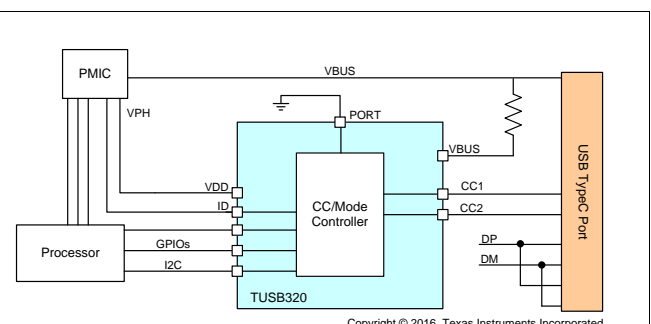 PMIC
VBUS
VPH
PORT
VBUS
USB TypeC Port
VDD
CC1
ID
CC/Mode
Controller
CC2
Processor
GPIOs
DP
I2C
DM
TUSB320
Copyright © 2016, Texas Instruments Incorporated